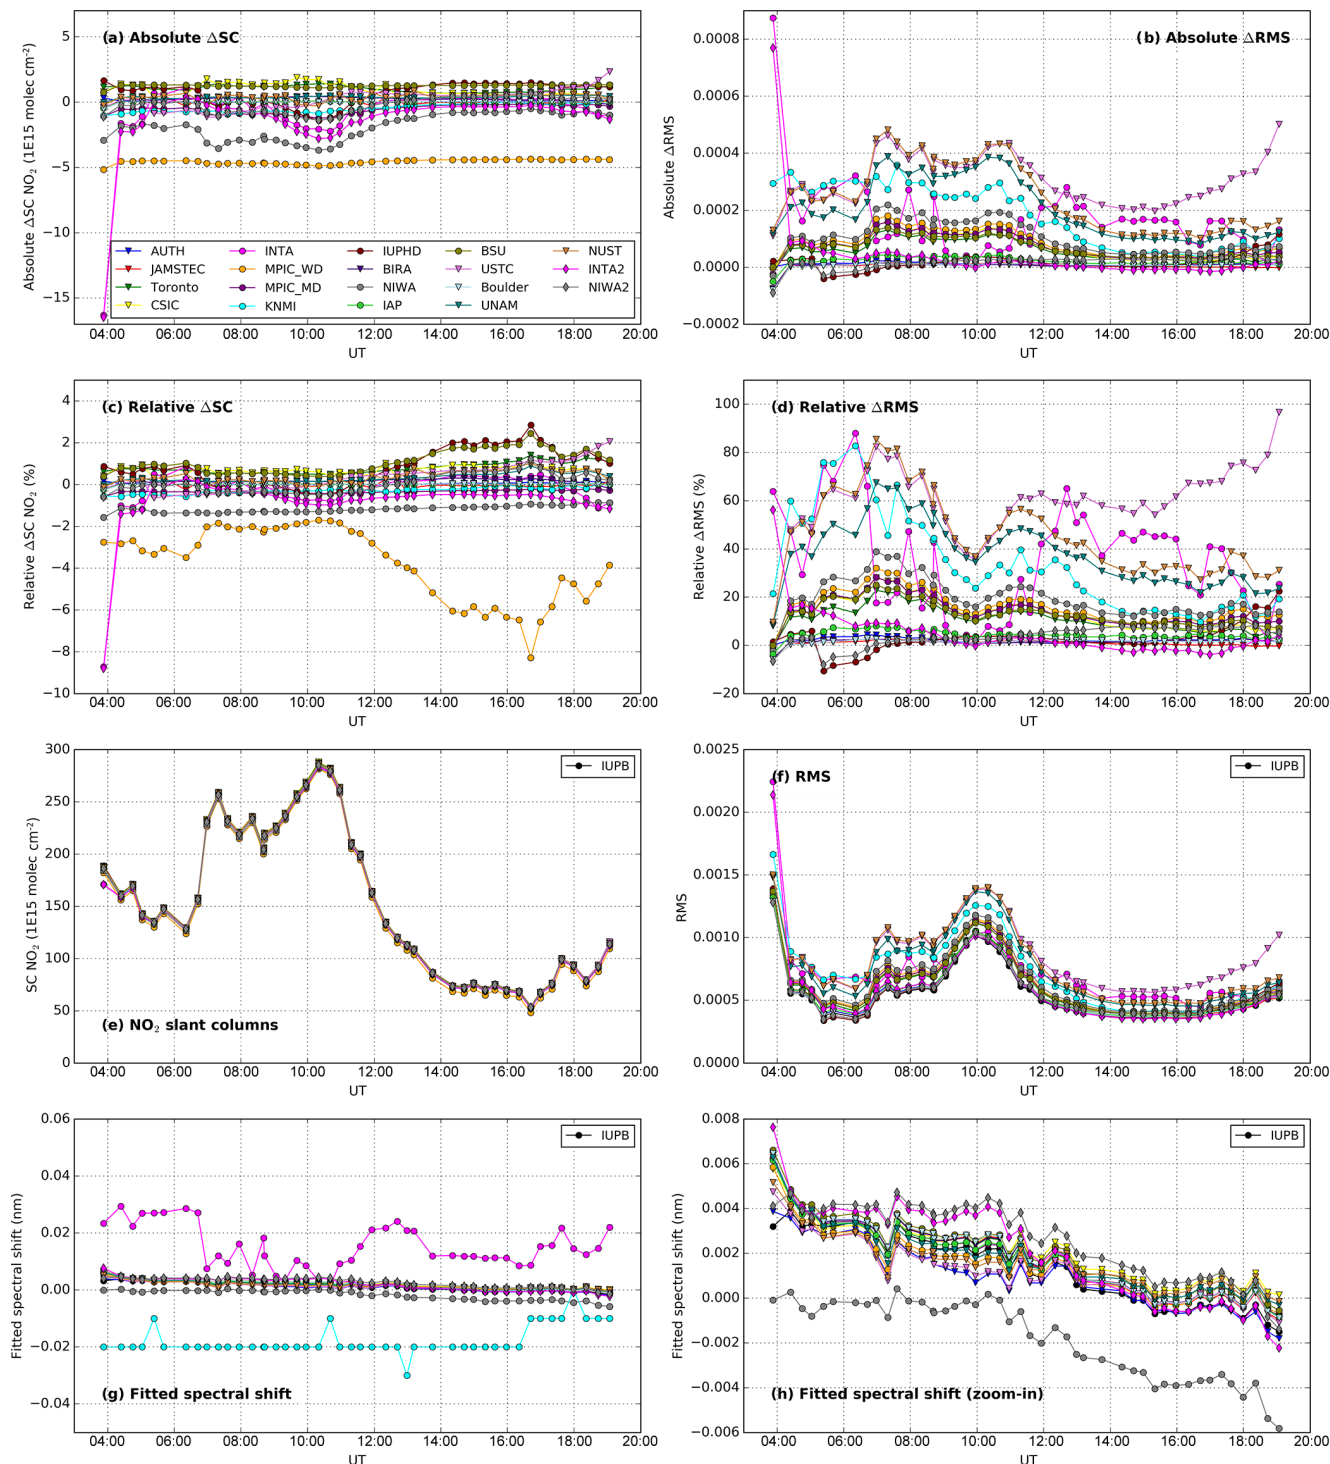 (a) Absolute ΔSC
Absolute ΔSC NO₂ (1E15 molec cm⁻²)
5
0
−5
−10
−15
AUTH INTA IUPHD BSU NUST
JAMSTEC MPIC_WD BIRA USTC INTA2
Toronto MPIC_MD NIWA Boulder NIWA2
CSIC KNMI IAP UNAM
04:00 06:00 08:00 10:00 12:00 14:00 16:00 18:00 20:00
UT
(b) Absolute ΔRMS
Absolute ΔRMS
0.0008
0.0006
0.0004
0.0002
0.0000
−0.0002
04:00 06:00 08:00 10:00 12:00 14:00 16:00 18:00 20:00
UT
(c) Relative ΔSC
Relative ΔSC NO₂ (%)
4
2
0
−2
−4
−6
−8
−10
04:00 06:00 08:00 10:00 12:00 14:00 16:00 18:00 20:00
UT
(d) Relative ΔRMS
Relative ΔRMS (%)
100
80
60
40
20
0
−20
04:00 06:00 08:00 10:00 12:00 14:00 16:00 18:00 20:00
UT
IUPB
SC NO₂ (1E15 molec cm⁻²)
300
250
200
150
100
50
0
(e) NO₂ slant columns
04:00 06:00 08:00 10:00 12:00 14:00 16:00 18:00 20:00
UT
(f) RMS
IUPB
RMS
0.0025
0.0020
0.0015
0.0010
0.0005
0.0000
04:00 06:00 08:00 10:00 12:00 14:00 16:00 18:00 20:00
UT
IUPB
Fitted spectral shift (nm)
0.06
0.04
0.02
0.00
−0.02
−0.04
(g) Fitted spectral shift
04:00 06:00 08:00 10:00 12:00 14:00 16:00 18:00 20:00
UT
IUPB
Fitted spectral shift (nm)
0.008
0.006
0.004
0.002
0.000
−0.002
−0.004
−0.006
(h) Fitted spectral shift (zoom-in)
04:00 06:00 08:00 10:00 12:00 14:00 16:00 18:00 20:00
UT